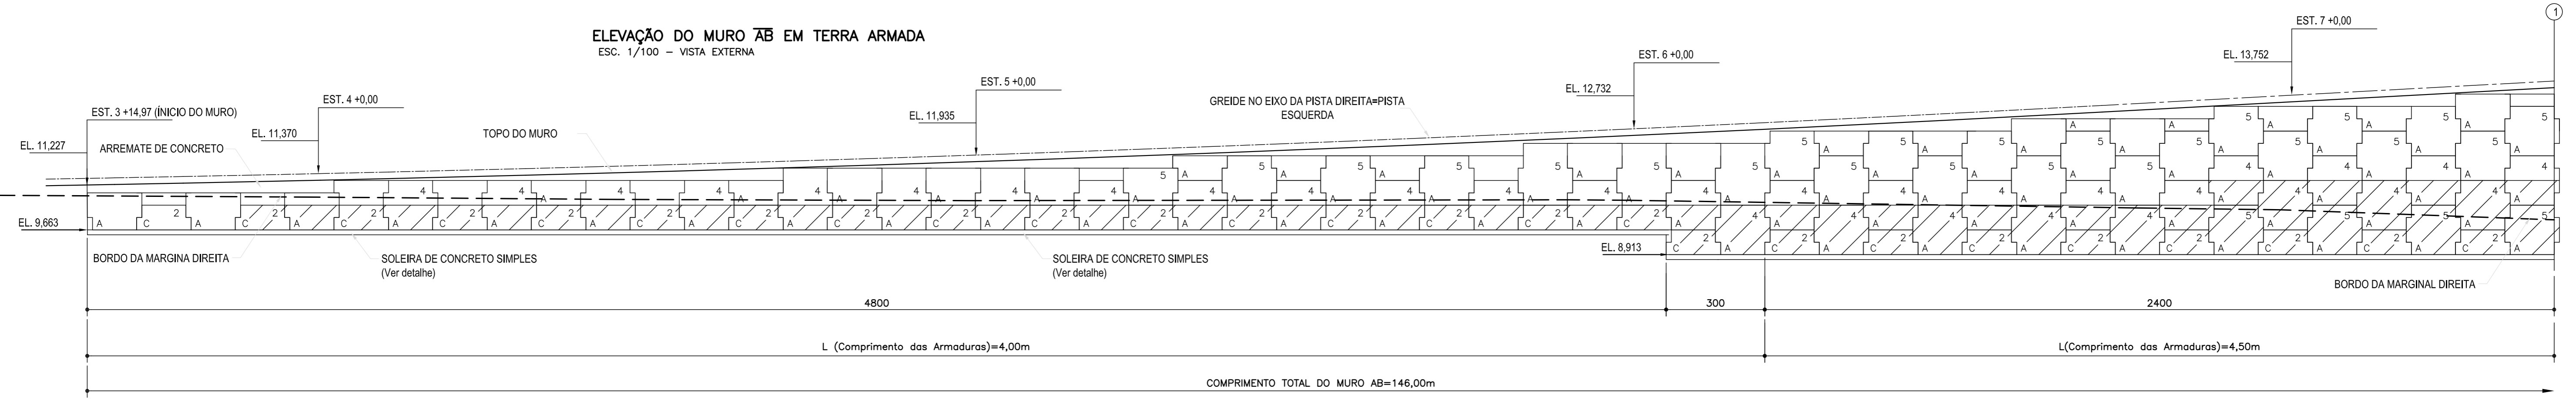 ELEVAÇÃO DO MURO AB EM TERRA ARMADA
ESC. 1/100 – VISTA EXTERNA
1
EST. 7 +0,00
EL. 13,752
EST. 6 +0,00
EL. 12,732
EST. 5 +0,00
EL. 11,935
EST. 4 +0,00
EL. 11,370
EST. 3 +14,97 (ÍNICIO DO MURO)
EL. 11,227
ARREMATE DE CONCRETO
TOPO DO MURO
GREIDE NO EIXO DA PISTA DIREITA=PISTA
ESQUERDA
EL. 9,663
A C 2 A
EL. 8,913
BORDO DA MARGINA DIREITA
SOLEIRA DE CONCRETO SIMPLES
(Ver detalhe)
SOLEIRA DE CONCRETO SIMPLES
(Ver detalhe)
BORDO DA MARGINAL DIREITA
4800
300
2400
L (Comprimento das Armaduras)=4,00m
L(Comprimento das Armaduras)=4,50m
COMPRIMENTO TOTAL DO MURO AB=146,00m